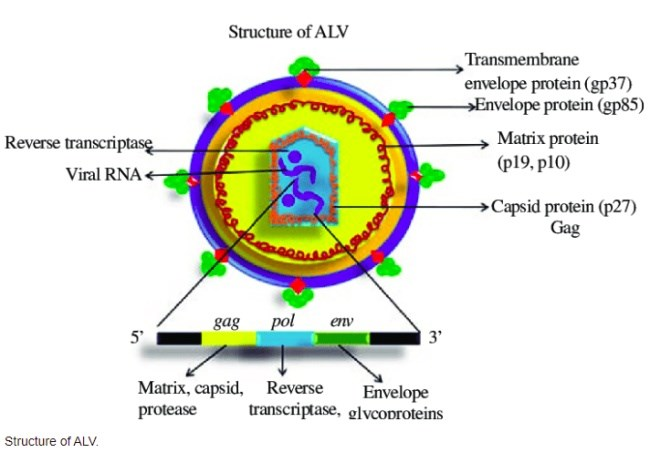 Structure of ALV
Transmembrane
envelope protein (gp37)
Envelope protein (gp85)
Reverse transcriptase
Matrix protein
(p19, p10)
Viral RNA
Capsid protein (p27)
Gag
gag pol env
5' 3'
Matrix, capsid,
protease
Reverse
transcriptase,
Envelope
glycoproteins
Structure of ALV.